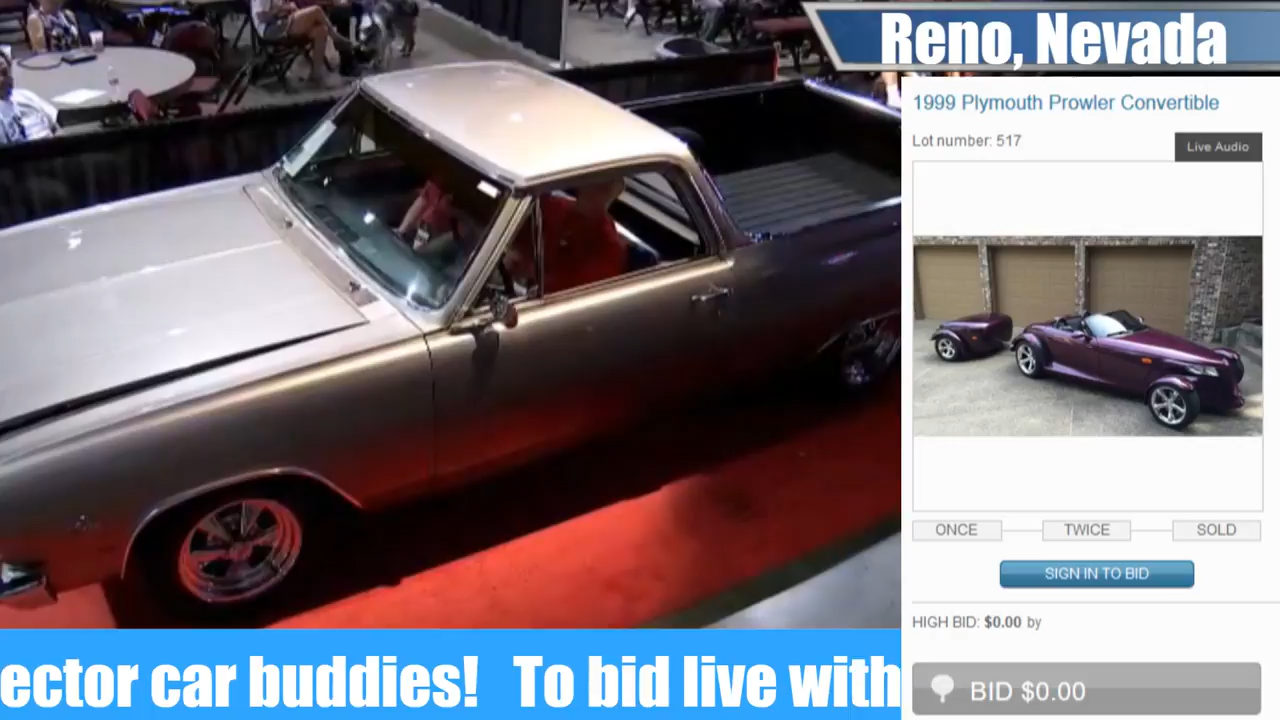 Reno, Nevada
1999 Plymouth Prowler Convertible
Lot number: 517
Live Audio
ONCE
TWICE
SOLD
SIGN IN TO BID
HIGH BID: $0.00 by
BID $0.00
ector car buddies! To bid live with